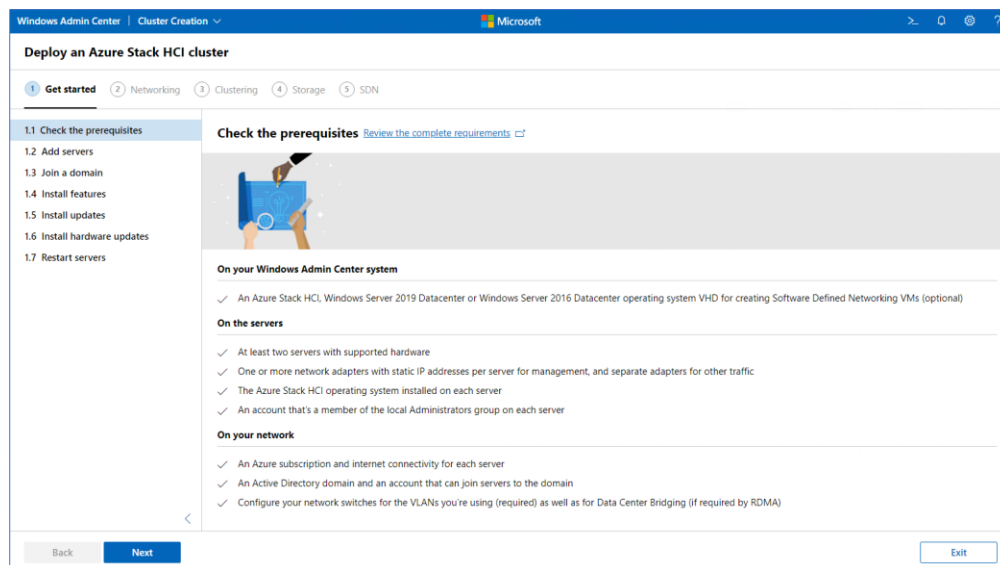 Windows Admin Center | Cluster Creation
Microsoft
Deploy an Azure Stack HCI cluster
1 Get started 2 Networking 3 Clustering 4 Storage 5 SDN
1.1 Check the prerequisites
1.2 Add servers
1.3 Join a domain
1.4 Install features
1.5 Install updates
1.6 Install hardware updates
1.7 Restart servers
Check the prerequisites Review the complete requirements
On your Windows Admin Center system
An Azure Stack HCI, Windows Server 2019 Datacenter or Windows Server 2016 Datacenter operating system VHD for creating Software Defined Networking VMs (optional)
On the servers
At least two servers with supported hardware
One or more network adapters with static IP addresses per server for management, and separate adapters for other traffic
The Azure Stack HCI operating system installed on each server
An account that's a member of the local Administrators group on each server
On your network
An Azure subscription and internet connectivity for each server
An Active Directory domain and an account that can join servers to the domain
Configure your network switches for the VLANs you're using (required) as well as for Data Center Bridging (if required by RDMA)
Back Next Exit